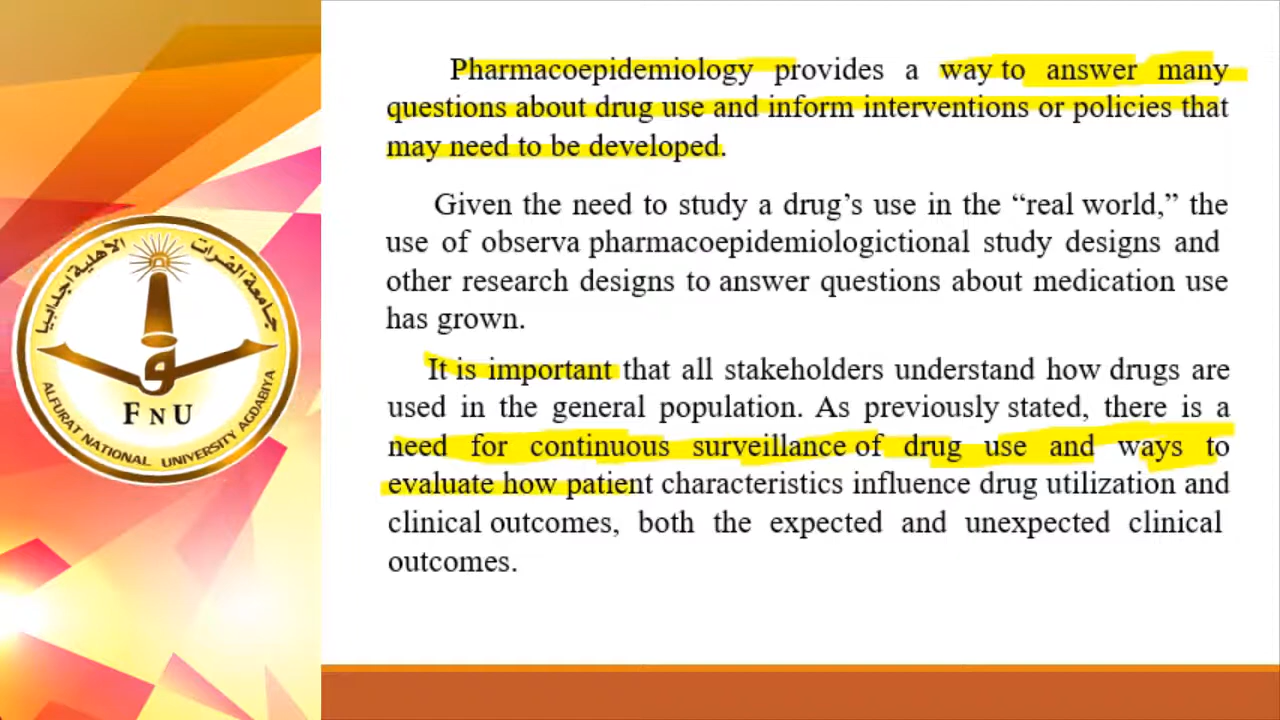 جامعة الفرات الأهلية اجدابيا
FNU
ALFURAT NATIONAL UNIVERSITY AGDABIYA
Pharmacoepidemiology provides a way to answer many
questions about drug use and inform interventions or policies that
may need to be developed.
Given the need to study a drug’s use in the “real world,” the
use of observa pharmacoepidemiologictional study designs and
other research designs to answer questions about medication use
has grown.
It is important that all stakeholders understand how drugs are
used in the general population. As previously stated, there is a
need for continuous surveillance of drug use and ways to
evaluate how patient characteristics influence drug utilization and
clinical outcomes, both the expected and unexpected clinical
outcomes.